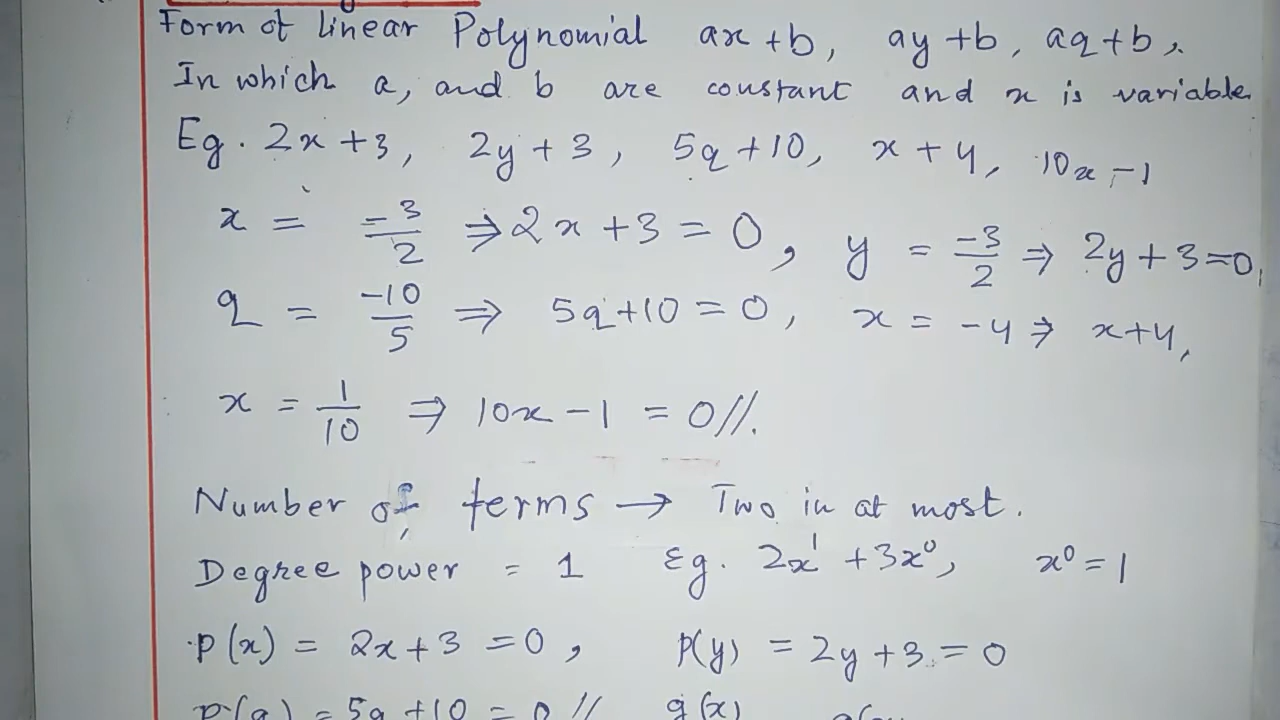 Form of linear Polynomial ax+b, ay+b, aq+b,
In which a, and b are constant and x is variable.
Eg. 2x+3, 2y+3, 5q+10, x+4, 10x-1
x = -3/2 ⇒ 2x+3=0, y = -3/2 ⇒ 2y+3=0,
q = -10/5 ⇒ 5q+10=0, x = -4 ⇒ x+4,
x = 1/10 ⇒ 10x-1 = 0//.
Number of terms → Two in at most.
Degree power = 1 Eg. 2x¹ + 3x⁰, x⁰ = 1
p(x) = 2x+3 = 0, p(y) = 2y+3 = 0
p(q) = 5q+10 = 0 // g(x)